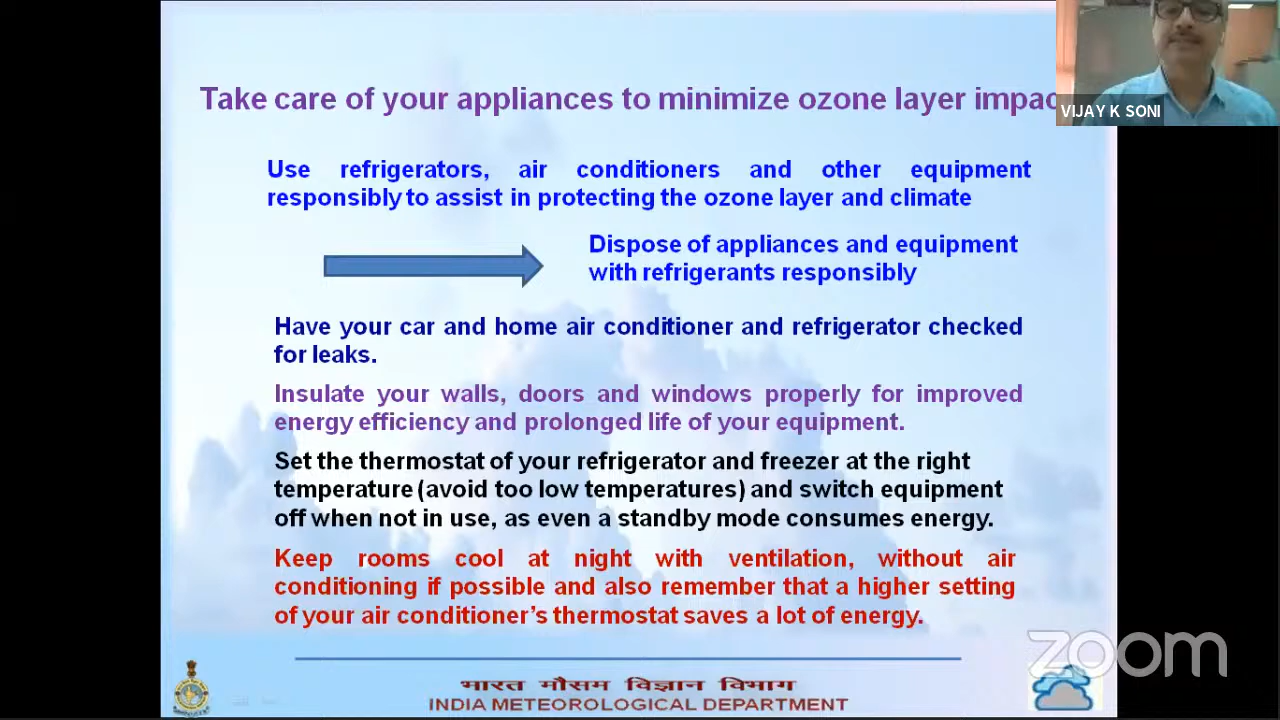 Take care of your appliances to minimize ozone layer impac
VIJAY K SONI
Use refrigerators, air conditioners and other equipment
responsibly to assist in protecting the ozone layer and climate
Dispose of appliances and equipment
with refrigerants responsibly
Have your car and home air conditioner and refrigerator checked
for leaks.
Insulate your walls, doors and windows properly for improved
energy efficiency and prolonged life of your equipment.
Set the thermostat of your refrigerator and freezer at the right
temperature (avoid too low temperatures) and switch equipment
off when not in use, as even a standby mode consumes energy.
Keep rooms cool at night with ventilation, without air
conditioning if possible and also remember that a higher setting
of your air conditioner's thermostat saves a lot of energy.
zoom
भारत मौसम विज्ञान विभाग
INDIA METEOROLOGICAL DEPARTMENT